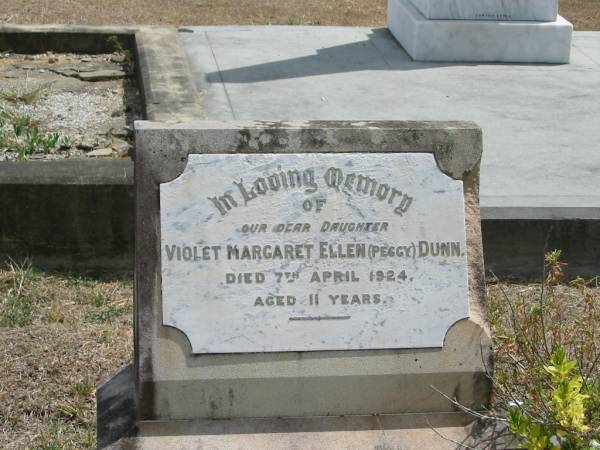 In Loving Memory
OF
OUR DEAR DAUGHTER
VIOLET MARGARET ELLEN (PEGGY) DUNN.
DIED 7TH APRIL 1924,
AGED 11 YEARS.